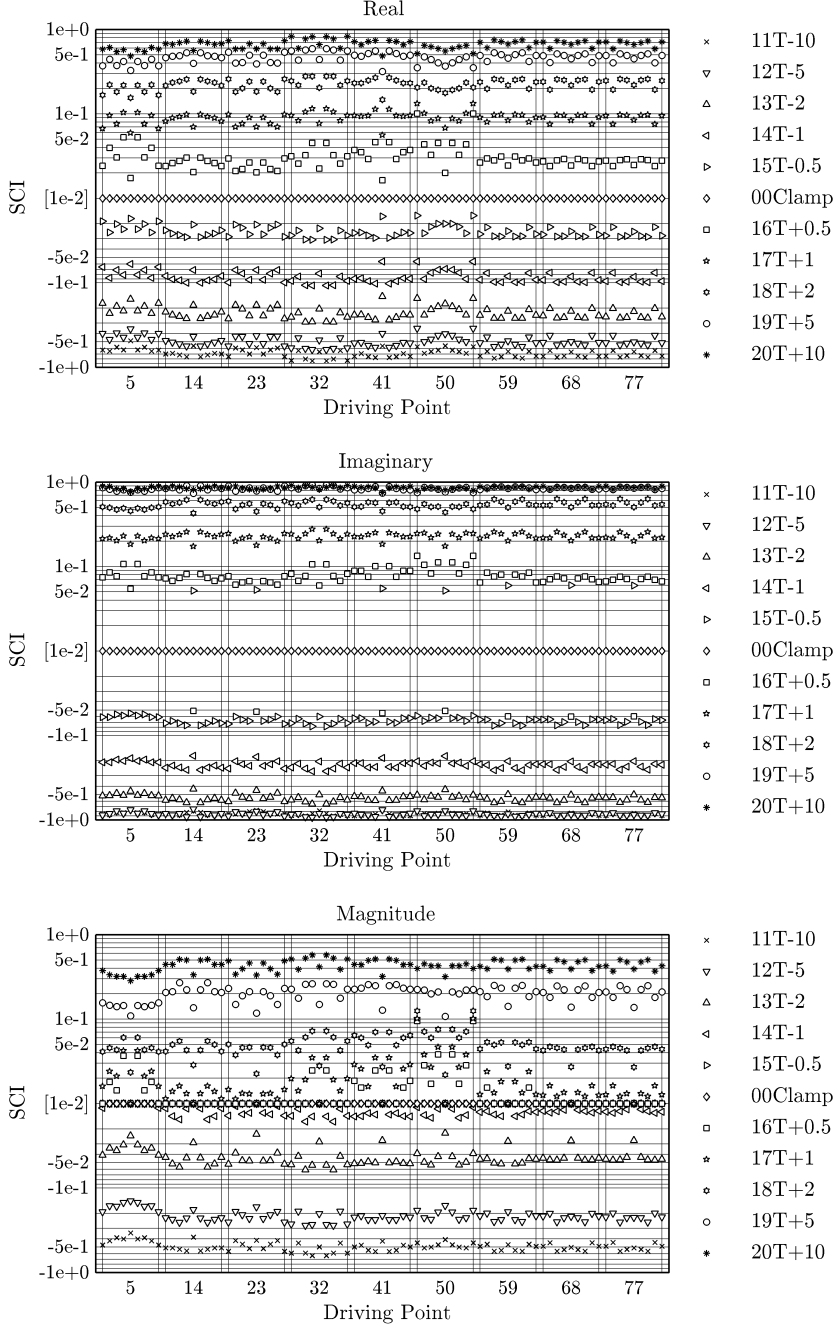 Real
1e+0
5e-1
1e-1
5e-2
[1e-2]
-5e-2
-1e-1
-5e-1
-1e+0
SCI
5 14 23 32 41 50 59 68 77
Driving Point
11T-10
12T-5
13T-2
14T-1
15T-0.5
00Clamp
16T+0.5
17T+1
18T+2
19T+5
20T+10
Imaginary
1e+0
5e-1
1e-1
5e-2
[1e-2]
-5e-2
-1e-1
-5e-1
-1e+0
SCI
5 14 23 32 41 50 59 68 77
Driving Point
11T-10
12T-5
13T-2
14T-1
15T-0.5
00Clamp
16T+0.5
17T+1
18T+2
19T+5
20T+10
Magnitude
1e+0
5e-1
1e-1
5e-2
[1e-2]
-5e-2
-1e-1
-5e-1
-1e+0
SCI
5 14 23 32 41 50 59 68 77
Driving Point
11T-10
12T-5
13T-2
14T-1
15T-0.5
00Clamp
16T+0.5
17T+1
18T+2
19T+5
20T+10